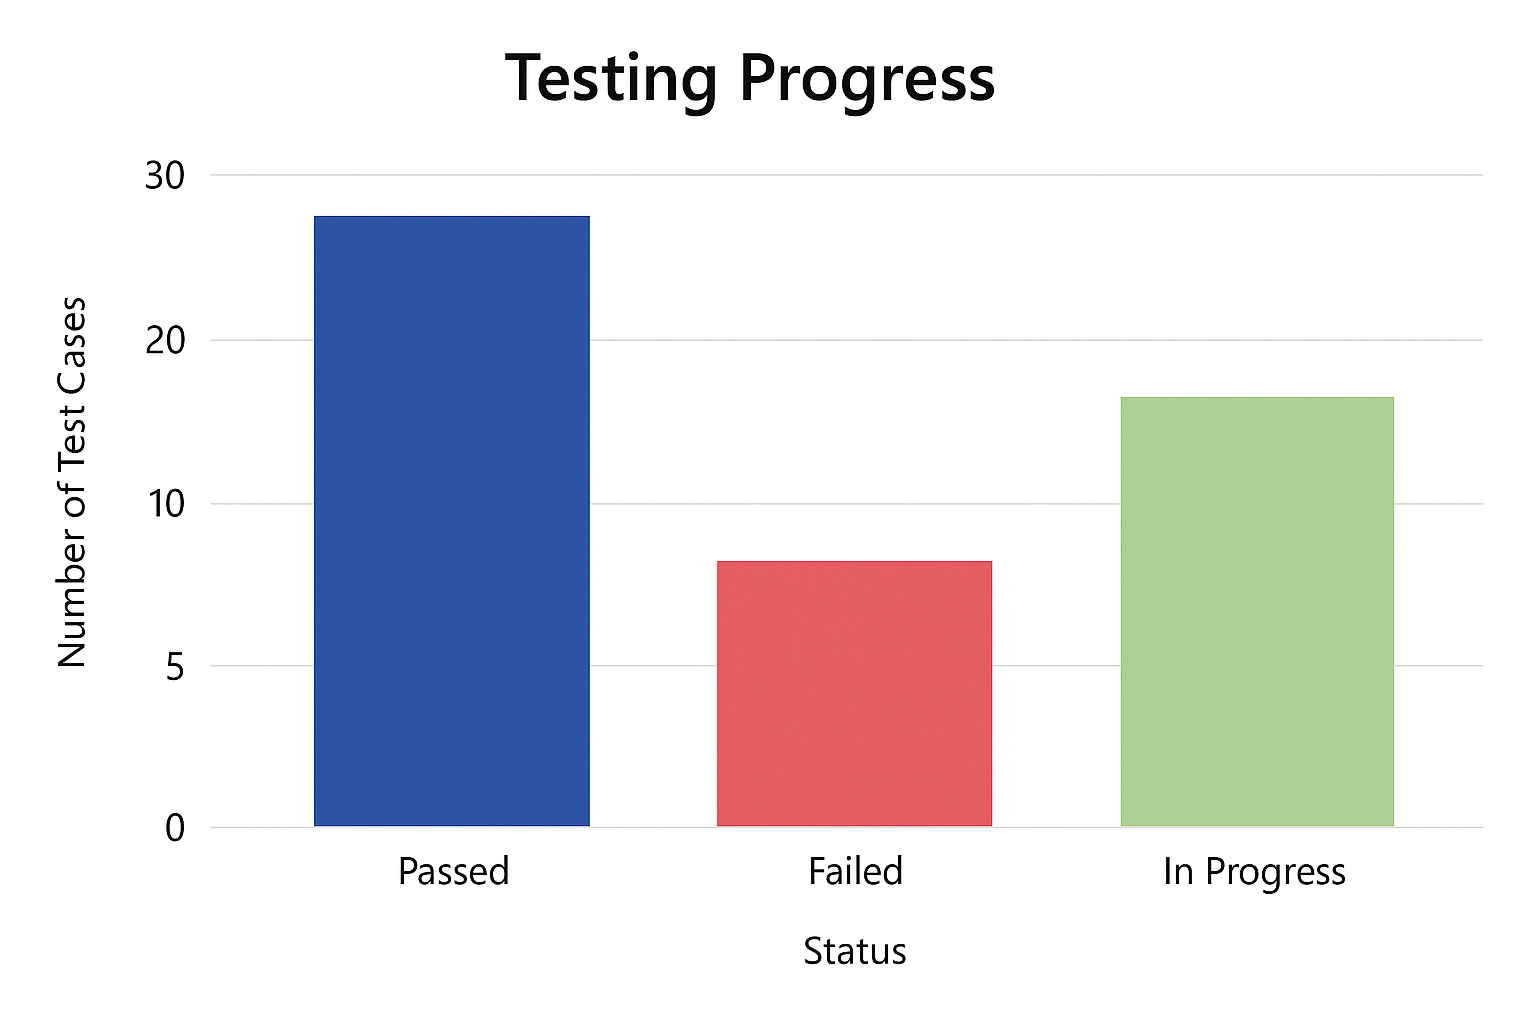 Testing Progress
30
20
10
5
0
Number of Test Cases
Passed
Failed
In Progress
Status